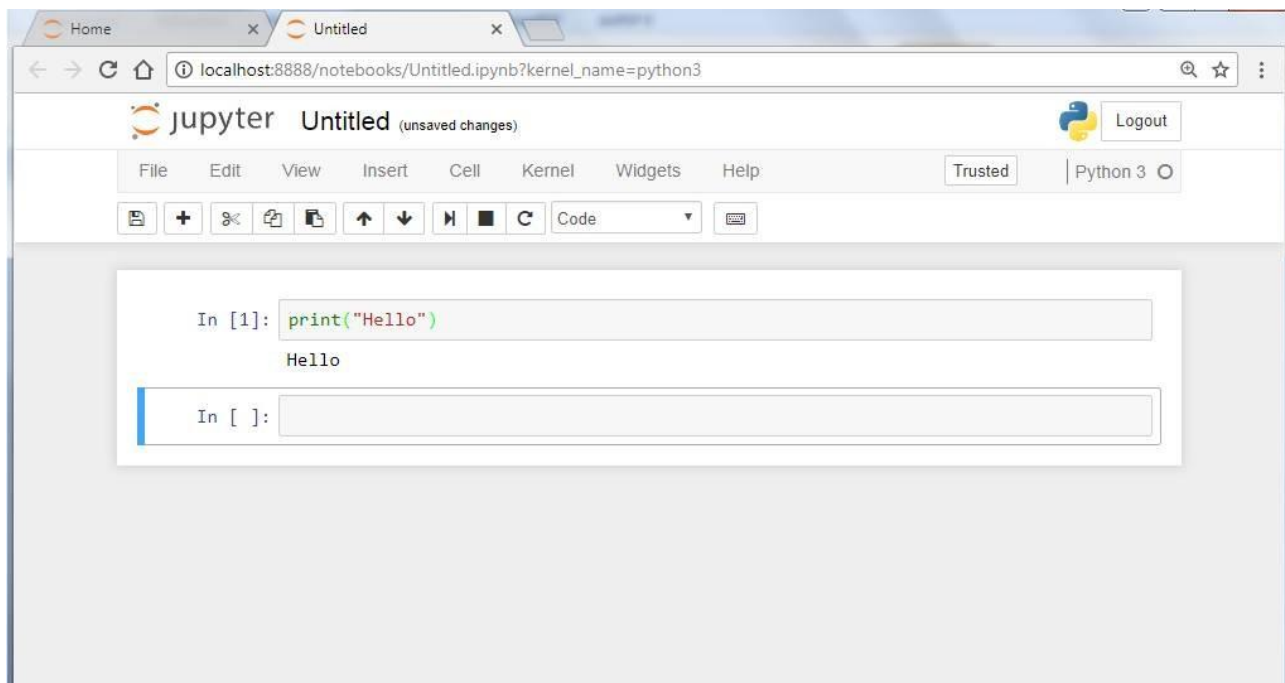 Home Untitled
localhost:8888/notebooks/Untitled.ipynb?kernel_name=python3
jupyter Untitled (unsaved changes) Logout
File Edit View Insert Cell Kernel Widgets Help Trusted Python 3
Code
In [1]: print("Hello")
Hello
In [ ]: